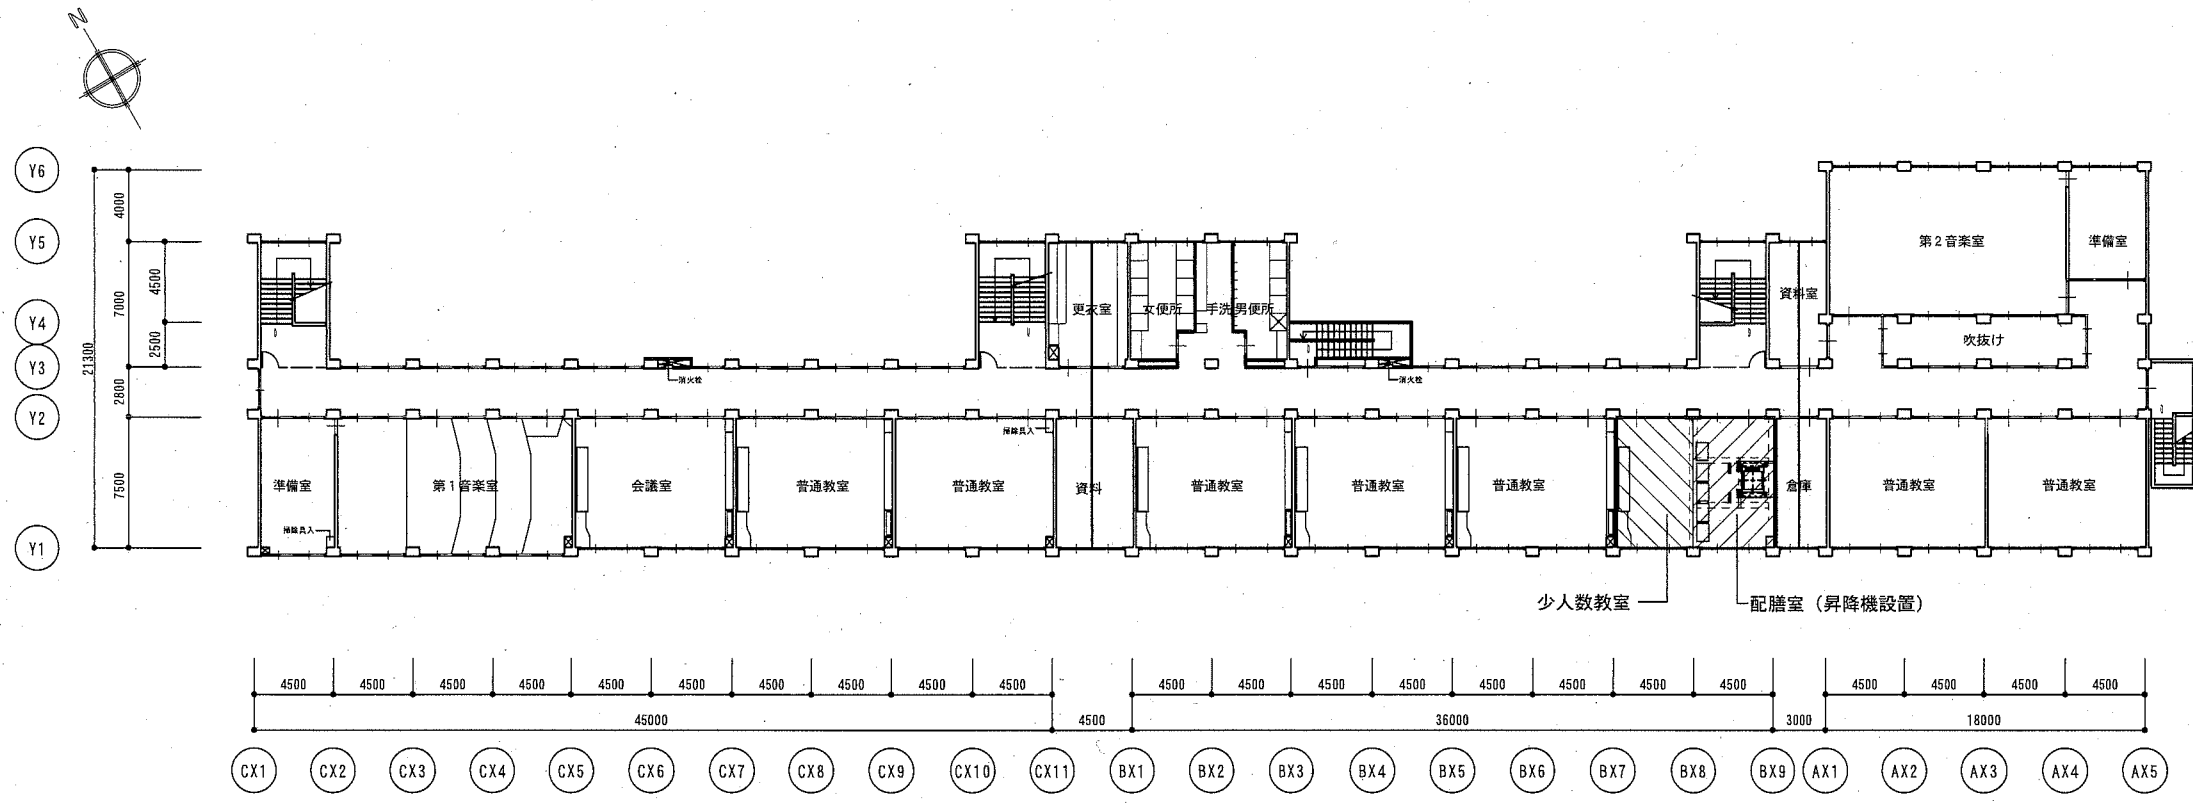 N
Y6
4000
Y5
4500
7000
第2音楽室
準備室
更衣室
女便所
手洗
男便所
資料室
Y4
2500
吹抜け
21300
Y3
消火栓
消火栓
2800
Y2
掃除具入
7500
準備室
第1音楽室
会議室
普通教室
普通教室
資料
普通教室
普通教室
普通教室
倉庫
普通教室
普通教室
掃除具入
Y1
少人数教室
配膳室（昇降機設置）
4500 4500 4500 4500 4500 4500 4500 4500 4500 4500 4500 4500 4500 4500 4500 4500 4500 4500 4500 4500 4500 4500
45000 4500 36000 3000 18000
CX1 CX2 CX3 CX4 CX5 CX6 CX7 CX8 CX9 CX10 CX11 BX1 BX2 BX3 BX4 BX5 BX6 BX7 BX8 BX9 AX1 AX2 AX3 AX4 AX5